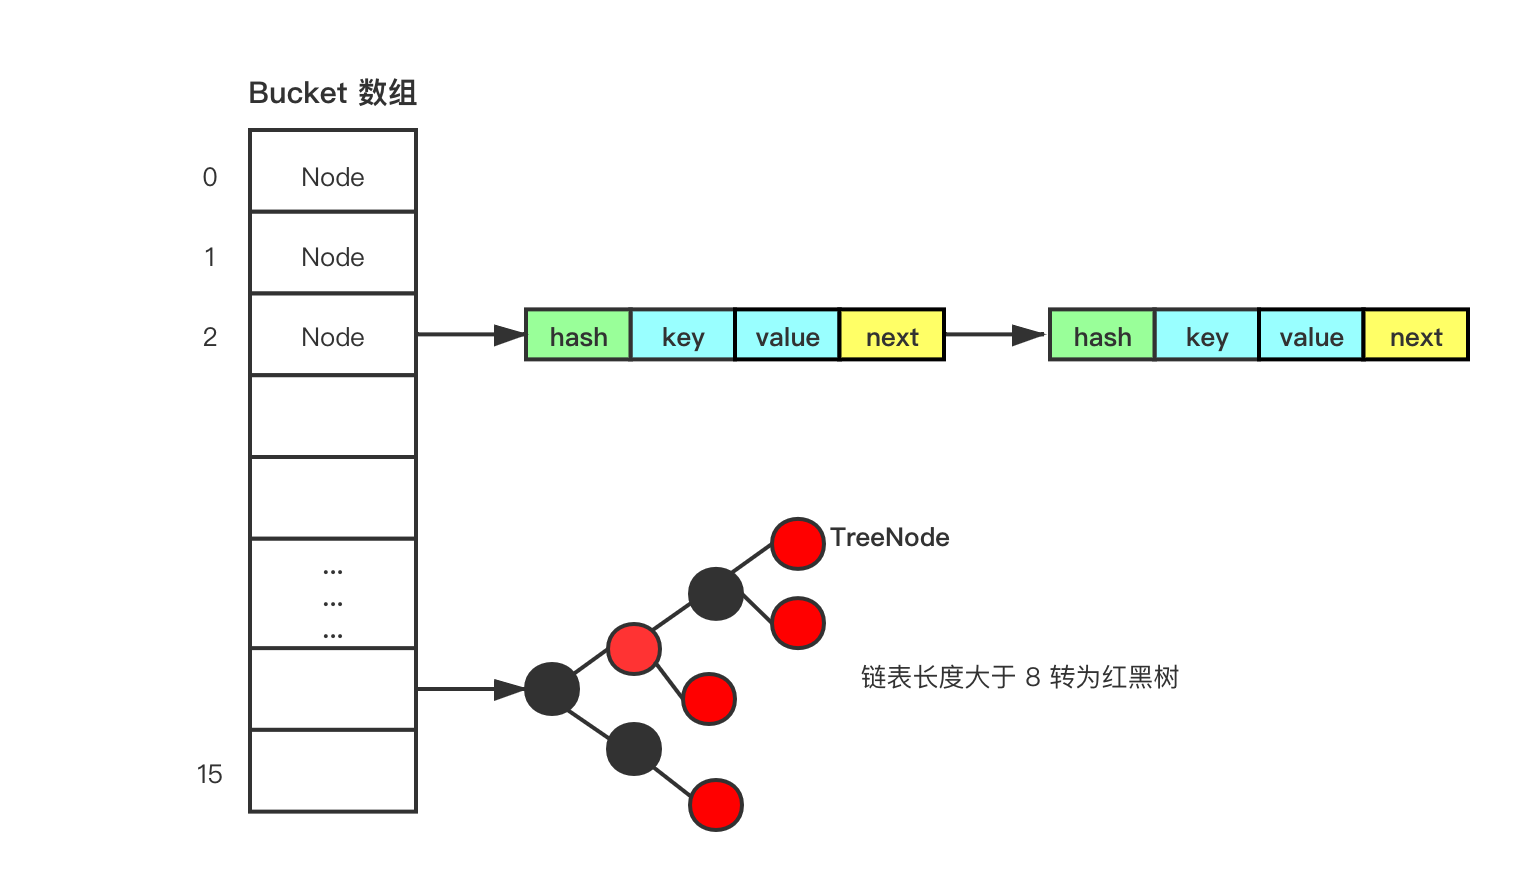 Bucket 数组
0
Node
1
Node
2
Node
hash
key
value
next
hash
key
value
next
...
...
...
TreeNode
链表长度大于 8 转为红黑树
15